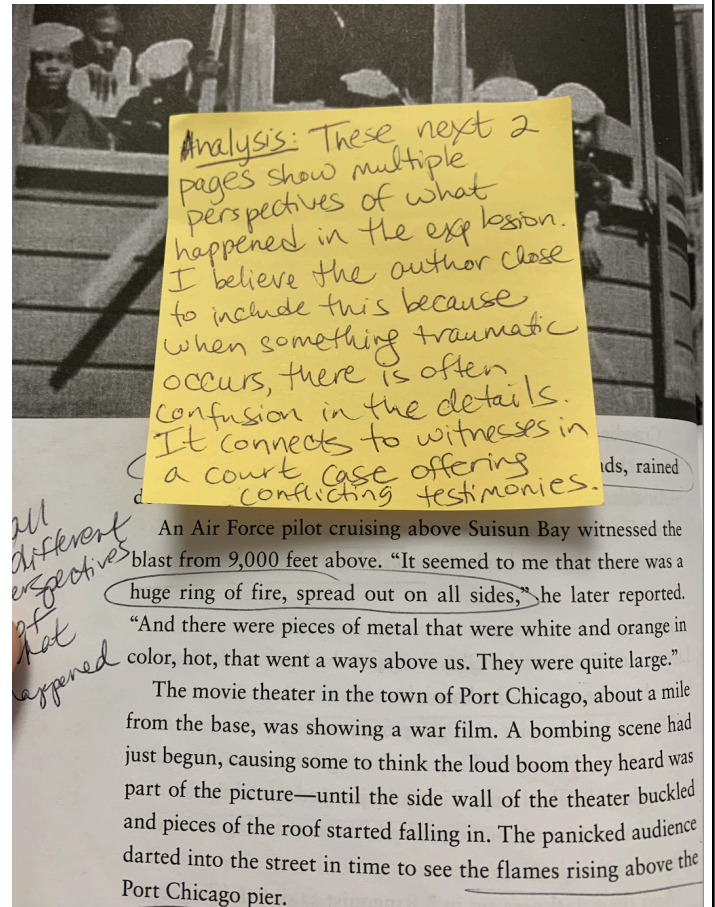 Analysis: These next 2
pages show multiple
perspectives of what
happened in the explosion.
I believe the author chose
to include this because
when something traumatic
occurs, there is often
confusion in the details.
It connects to witnesses in
a court case offering
conflicting testimonies.
rained
all
different
perspectives
of
what
happened
An Air Force pilot cruising above Suisun Bay witnessed the
blast from 9,000 feet above. “It seemed to me that there was a
huge ring of fire, spread out on all sides,” he later reported.
“And there were pieces of metal that were white and orange in
color, hot, that went a ways above us. They were quite large.”
The movie theater in the town of Port Chicago, about a mile
from the base, was showing a war film. A bombing scene had
just begun, causing some to think the loud boom they heard was
part of the picture—until the side wall of the theater buckled
and pieces of the roof started falling in. The panicked audience
darted into the street in time to see the flames rising above the
Port Chicago pier.